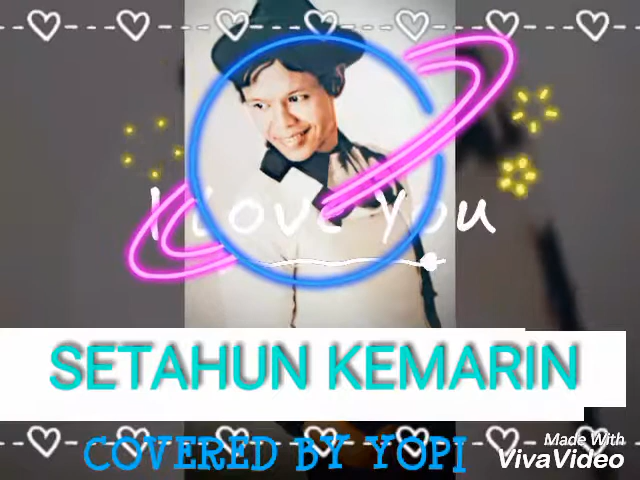 I Love You
SETAHUN KEMARIN
COVERED BY YOPI
Made With
VivaVideo